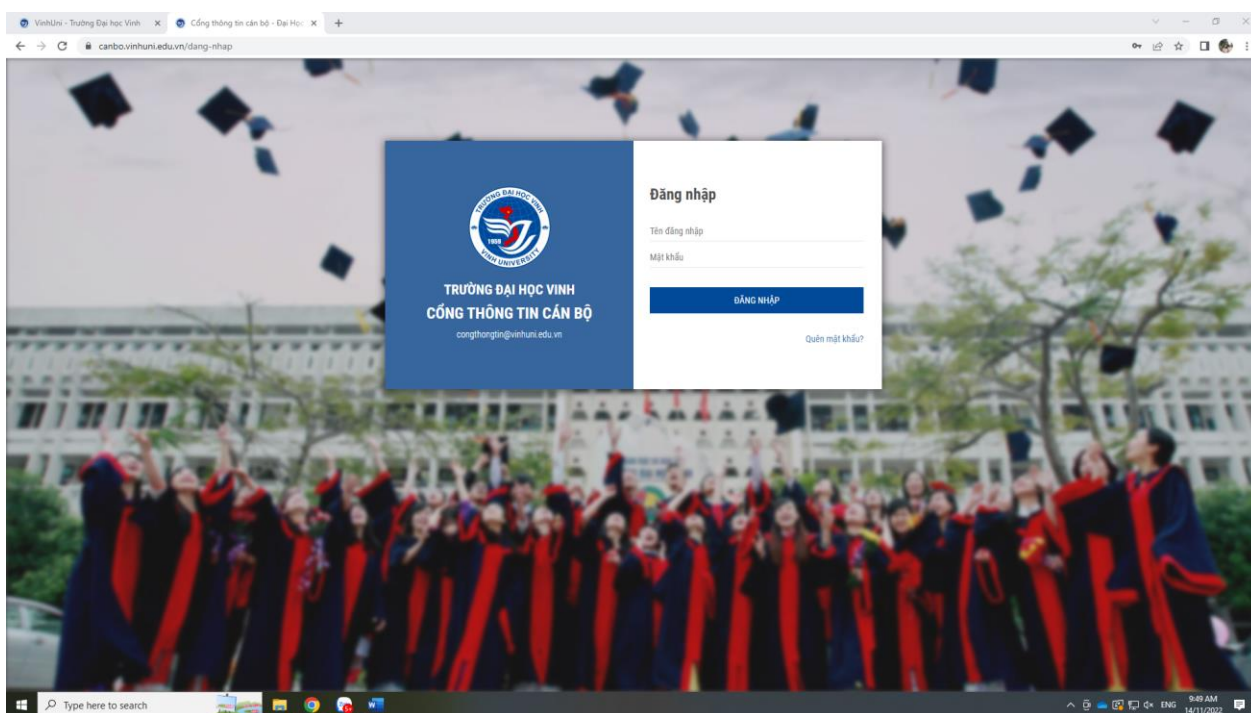 VinhUni - Trường Đại học Vinh
Cổng thông tin cán bộ - Đại Học
canbo.vinhuni.edu.vn/dang-nhap
TRƯỜNG ĐẠI HỌC VINH
1959
VINH UNIVERSITY
TRƯỜNG ĐẠI HỌC VINH
CỔNG THÔNG TIN CÁN BỘ
congthongtin@vinhuni.edu.vn
Đăng nhập
Tên đăng nhập
Mật khẩu
ĐĂNG NHẬP
Quên mật khẩu?
Type here to search
ENG
9:49 AM
14/11/2022